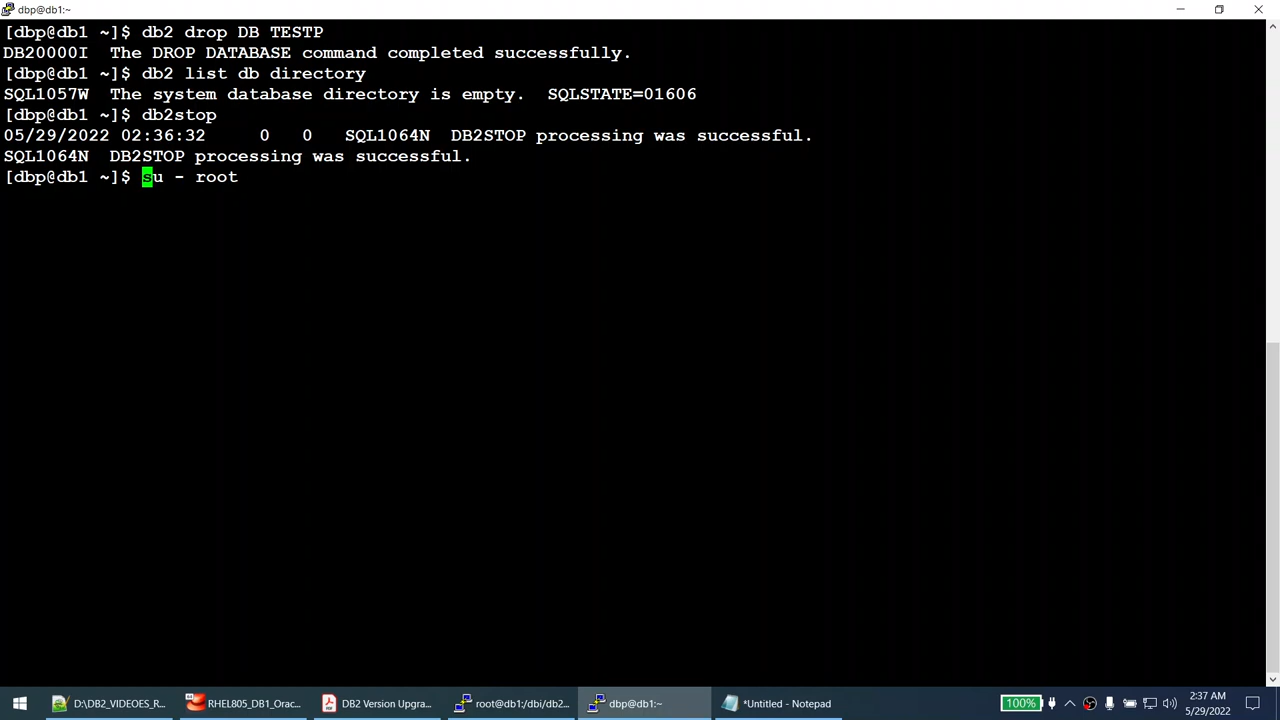 dbp@db1:~
[dbp@db1 ~]$ db2 drop DB TESTP
DB20000I  The DROP DATABASE command completed successfully.
[dbp@db1 ~]$ db2 list db directory
SQL1057W  The system database directory is empty.  SQLSTATE=01606
[dbp@db1 ~]$ db2stop
05/29/2022 02:36:32     0   0   SQL1064N  DB2STOP processing was successful.
SQL1064N  DB2STOP processing was successful.
[dbp@db1 ~]$ su - root
D:\DB2_VIDEOES_R... RHEL805_DB1_Orac... DB2 Version Upgra... root@db1:/dbi/db2... dbp@db1:~ *Untitled - Notepad 100% 2:37 AM
5/29/2022